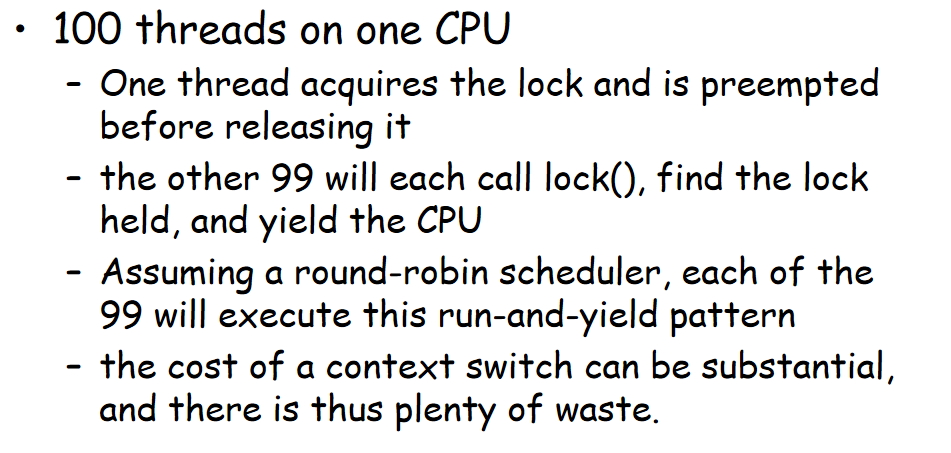 • 100 threads on one CPU
– One thread acquires the lock and is preempted
before releasing it
– the other 99 will each call lock(), find the lock
held, and yield the CPU
– Assuming a round-robin scheduler, each of the
99 will execute this run-and-yield pattern
– the cost of a context switch can be substantial,
and there is thus plenty of waste.